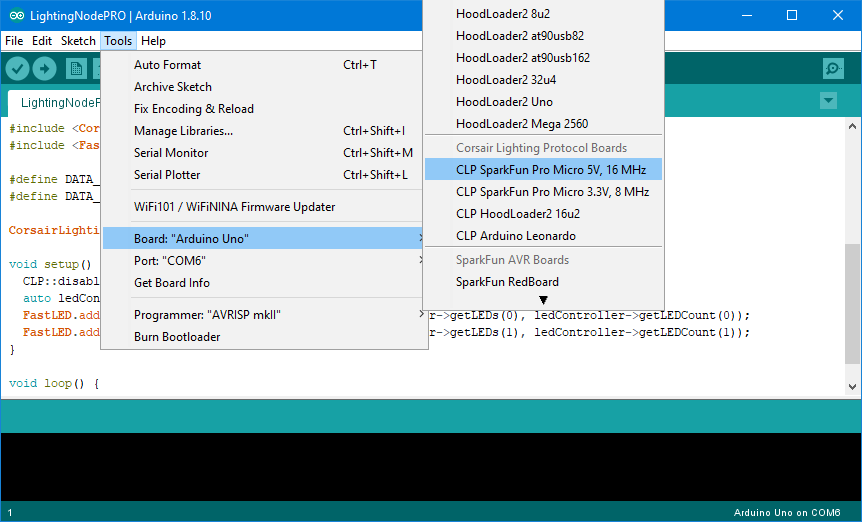 LightingNodePRO | Arduino 1.8.10
File Edit Sketch Tools Help
LightingNodeP
#include <Cor
#include <Fas
#define DATA_
#define DATA_
CorsairLighti
void setup()
CLP::disabl
auto ledCon
FastLED.add
r->getLEDs(0), ledController->getLEDCount(0));
FastLED.add
r->getLEDs(1), ledController->getLEDCount(1));
}
void loop() {
Auto Format Ctrl+T
Archive Sketch
Fix Encoding & Reload
Manage Libraries... Ctrl+Shift+I
Serial Monitor Ctrl+Shift+M
Serial Plotter Ctrl+Shift+L
WiFi101 / WiFiNINA Firmware Updater
Board: "Arduino Uno"
Port: "COM6"
Get Board Info
Programmer: "AVRISP mkII"
Burn Bootloader
HoodLoader2 8u2
HoodLoader2 at90usb82
HoodLoader2 at90usb162
HoodLoader2 32u4
HoodLoader2 Uno
HoodLoader2 Mega 2560
Corsair Lighting Protocol Boards
CLP SparkFun Pro Micro 5V, 16 MHz
CLP SparkFun Pro Micro 3.3V, 8 MHz
CLP HoodLoader2 16u2
CLP Arduino Leonardo
SparkFun AVR Boards
SparkFun RedBoard
1
Arduino Uno on COM6